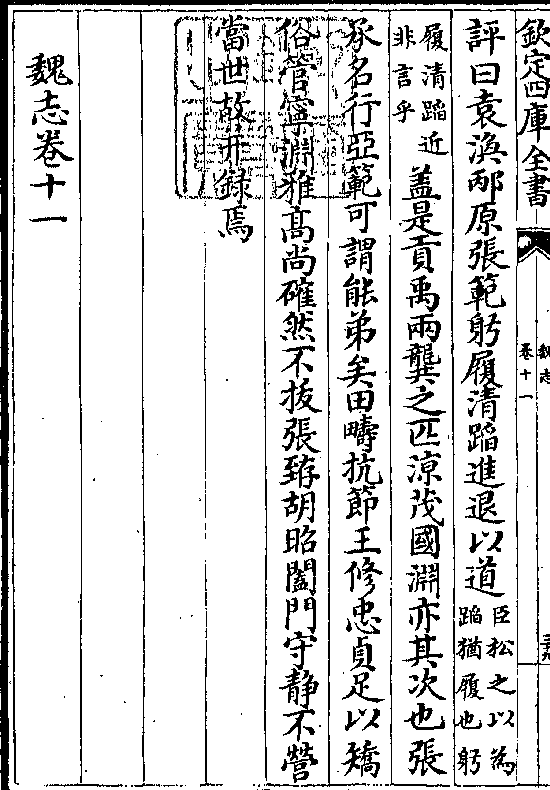 欽定四庫全書
魏志
卷十一
評曰袁渙邴原張範躬履清蹈進退以道臣松之以為蹈猶履也躬
履清蹈近非言乎蓋是貢禹兩龔之匹涼茂國淵亦其次也張
承名行亞範可謂能弟矣田疇抗節王修忠貞足以矯
俗管寧淵雅高尚確然不拔張臶胡昭闔門守静不營
當世故并録焉
魏志卷十一